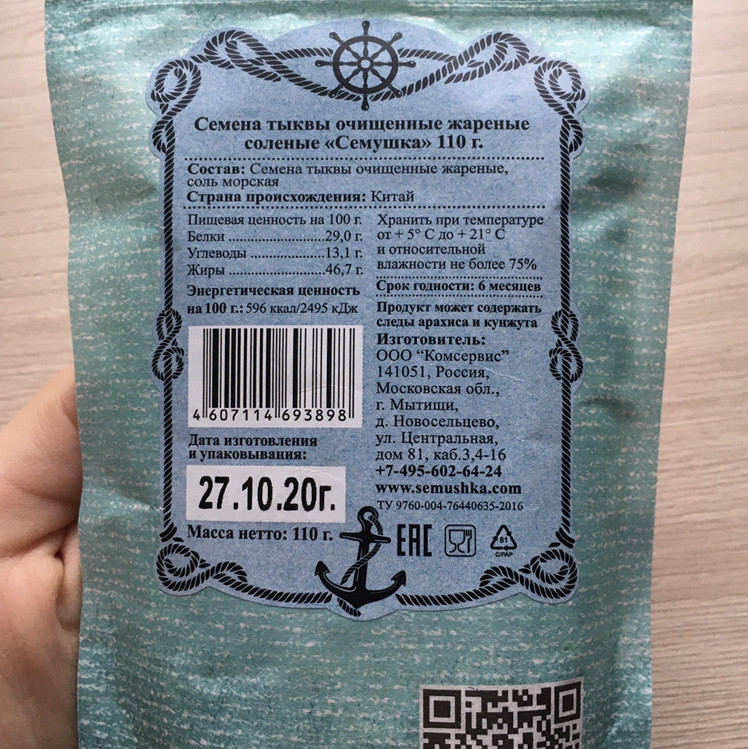 Семена тыквы очищенные жареные
соленые «Семушка» 110 г.
Состав: Семена тыквы очищенные жареные,
соль морская
Страна происхождения: Китай
Пищевая ценность на 100 г.
Белки ..................... 29,0 г.
Углеводы ................ 13,1 г.
Жиры ..................... 46,7 г.
Энергетическая ценность
на 100 г.: 596 ккал/2495 кДж
4 607114 693898
Дата изготовления
и упаковывания:
27.10.20г.
Масса нетто: 110 г.
Хранить при температуре
от + 5° С до + 21° С
и относительной
влажности не более 75%
Срок годности: 6 месяцев
Продукт может содержать
следы арахиса и кунжута
Изготовитель:
ООО "Комсервис"
141051, Россия,
Московская обл.,
г. Мытищи,
д. Новосельцево,
ул. Центральная,
дом 81, каб.3,4-16
+7-495-602-64-24
www.semushka.com
ТУ 9760-004-76440635-2016
ЕАС
81
C/PAP